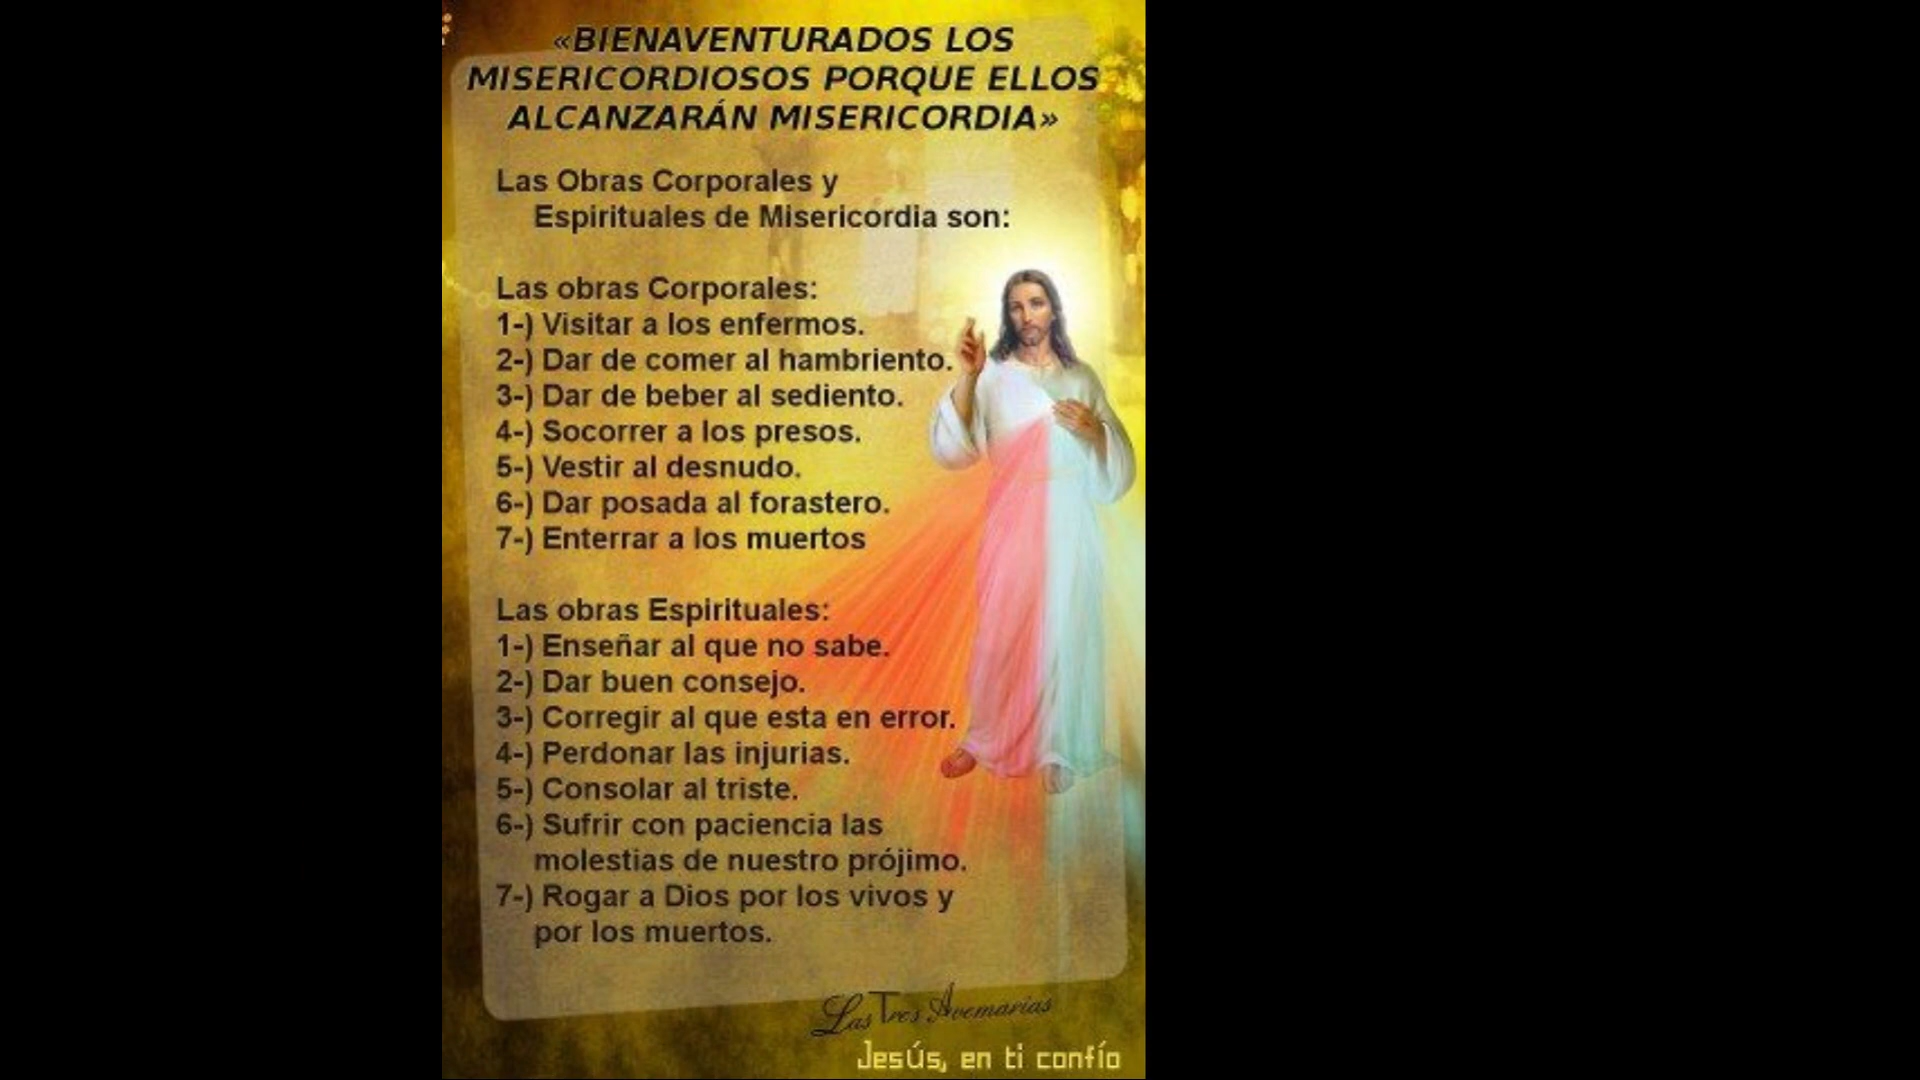 «BIENAVENTURADOS LOS
MISERICORDIOSOS PORQUE ELLOS
ALCANZARÁN MISERICORDIA»
Las Obras Corporales y
Espirituales de Misericordia son:
Las obras Corporales:
1-) Visitar a los enfermos.
2-) Dar de comer al hambriento.
3-) Dar de beber al sediento.
4-) Socorrer a los presos.
5-) Vestir al desnudo.
6-) Dar posada al forastero.
7-) Enterrar a los muertos
Las obras Espirituales:
1-) Enseñar al que no sabe.
2-) Dar buen consejo.
3-) Corregir al que esta en error.
4-) Perdonar las injurias.
5-) Consolar al triste.
6-) Sufrir con paciencia las
molestias de nuestro prójimo.
7-) Rogar a Dios por los vivos y
por los muertos.
Las Tres Avemarías
Jesús, en ti confío